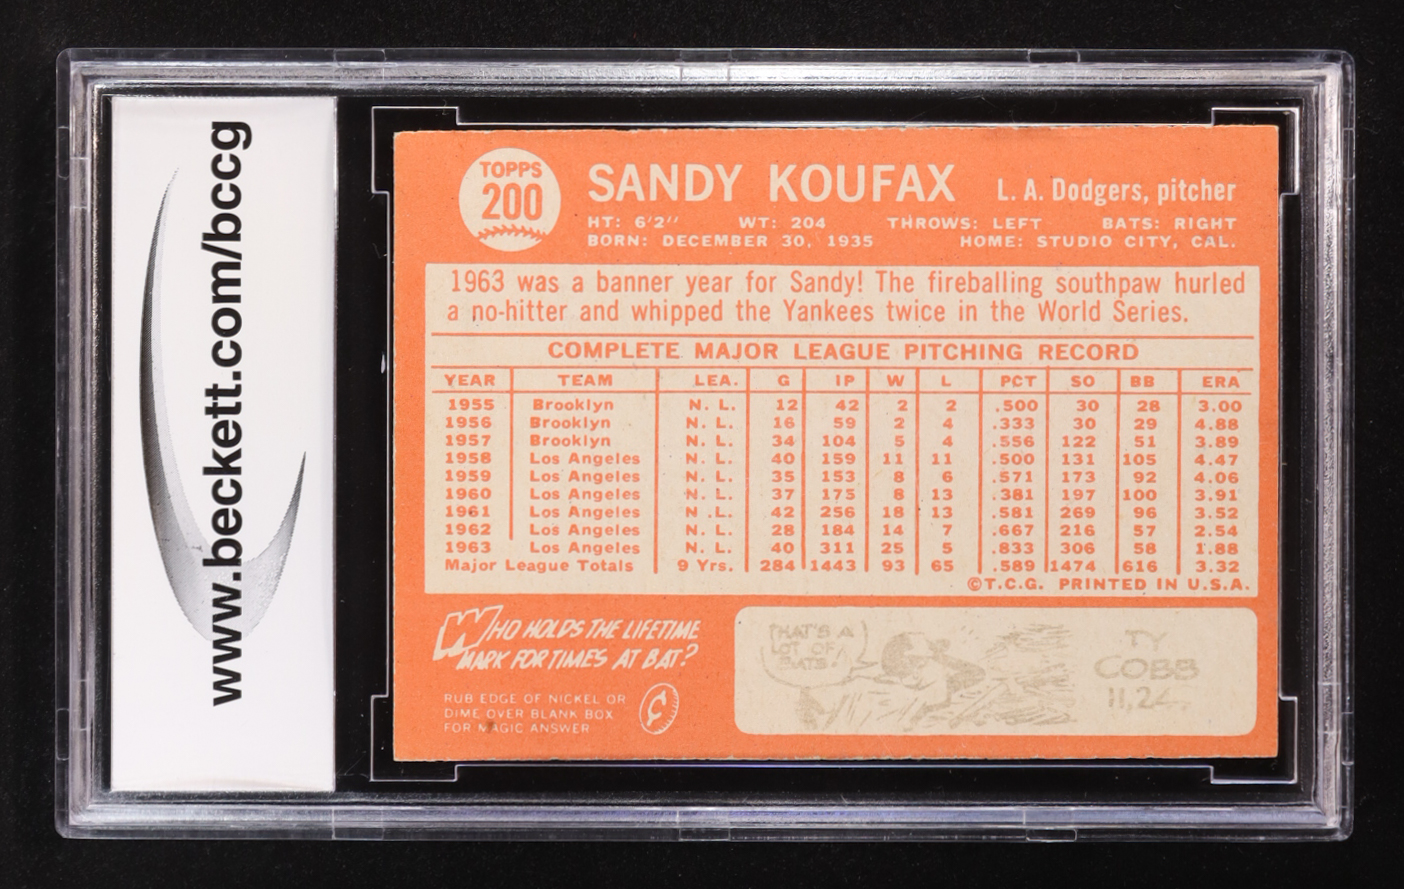 www.beckett.com/bccg
TOPPS
200
SANDY KOUFAX L. A. Dodgers, pitcher
HT: 6'2" WT: 204 THROWS: LEFT BATS: RIGHT
BORN: DECEMBER 30, 1935 HOME: STUDIO CITY, CAL.
1963 was a banner year for Sandy! The fireballing southpaw hurled
a no-hitter and whipped the Yankees twice in the World Series.
COMPLETE MAJOR LEAGUE PITCHING RECORD
YEAR TEAM LEA. G IP W L PCT SO BB ERA
1955 Brooklyn N. L. 12 42 2 2 .500 30 28 3.00
1956 Brooklyn N. L. 16 59 2 4 .333 30 29 4.88
1957 Brooklyn N. L. 34 104 5 4 .556 122 51 3.89
1958 Los Angeles N. L. 40 159 11 11 .500 131 105 4.47
1959 Los Angeles N. L. 35 153 8 6 .571 173 92 4.06
1960 Los Angeles N. L. 37 175 8 13 .381 197 100 3.91
1961 Los Angeles N. L. 42 256 18 13 .581 269 96 3.52
1962 Los Angeles N. L. 28 184 14 7 .667 216 57 2.54
1963 Los Angeles N. L. 40 311 25 5 .833 306 58 1.88
Major League Totals 9 Yrs. 284 1443 93 65 .589 1474 616 3.32
©T.C.G. PRINTED IN U.S.A.
WHO HOLDS THE LIFETIME
MARK FOR TIMES AT BAT?
RUB EDGE OF NICKEL OR
DIME OVER BLANK BOX
FOR MAGIC ANSWER
THAT'S A
LOT OF
BATS!
TY
COBB